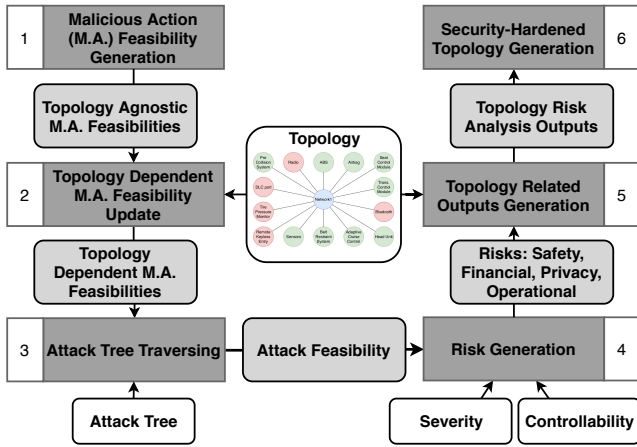 1
Malicious Action
(M.A.) Feasibility
Generation
Security-Hardened
Topology Generation
6
Topology Agnostic
M.A. Feasibilities
Topology Risk
Analysis Outputs
Topology
Pre
Collision
System
Radio
ABS
Airbag
Seat
Control
Module
DLC port
Trans.
Control
Module
Network1
Tire
Pressure
Monitor
Bluetooth
Remote
Keyless
Entry
Sensors
Belt
Restraint
System
Adaptive
Cruise
Control
Head Unit
2
Topology Dependent
M.A. Feasibility
Update
Topology Related
Outputs Generation
5
Topology
Dependent M.A.
Feasibilities
Risks: Safety,
Financial, Privacy,
Operational
3
Attack Tree Traversing
Attack Feasibility
Risk Generation
4
Attack Tree
Severity
Controllability